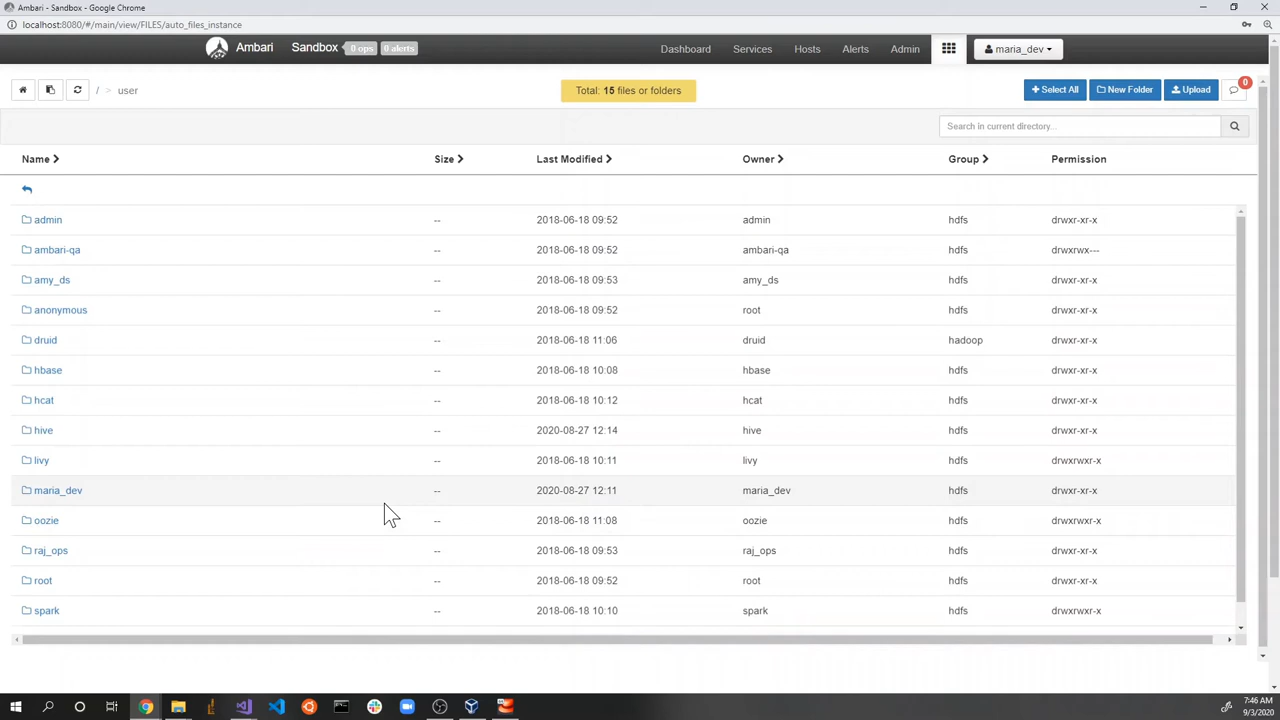 Ambari - Sandbox - Google Chrome
localhost:8080/#/main/view/FILES/auto_files_instance
Ambari Sandbox 0 ops 0 alerts Dashboard Services Hosts Alerts Admin maria_dev
/ > user Total: 15 files or folders Select All New Folder Upload 0
Search in current directory...
Name Size Last Modified Owner Group Permission
admin -- 2018-06-18 09:52 admin hdfs drwxr-xr-x
ambari-qa -- 2018-06-18 09:52 ambari-qa hdfs drwxrwx---
amy_ds -- 2018-06-18 09:53 amy_ds hdfs drwxr-xr-x
anonymous -- 2018-06-18 09:52 root hdfs drwxr-xr-x
druid -- 2018-06-18 11:06 druid hadoop drwxr-xr-x
hbase -- 2018-06-18 10:08 hbase hdfs drwxr-xr-x
hcat -- 2018-06-18 10:12 hcat hdfs drwxr-xr-x
hive -- 2020-08-27 12:14 hive hdfs drwxr-xr-x
livy -- 2018-06-18 10:11 livy hdfs drwxrwxr-x
maria_dev -- 2020-08-27 12:11 maria_dev hdfs drwxr-xr-x
oozie -- 2018-06-18 11:08 oozie hdfs drwxrwxr-x
raj_ops -- 2018-06-18 09:53 raj_ops hdfs drwxr-xr-x
root -- 2018-06-18 09:52 root hdfs drwxr-xr-x
spark -- 2018-06-18 10:10 spark hdfs drwxrwxr-x
7:46 AM
9/3/2020